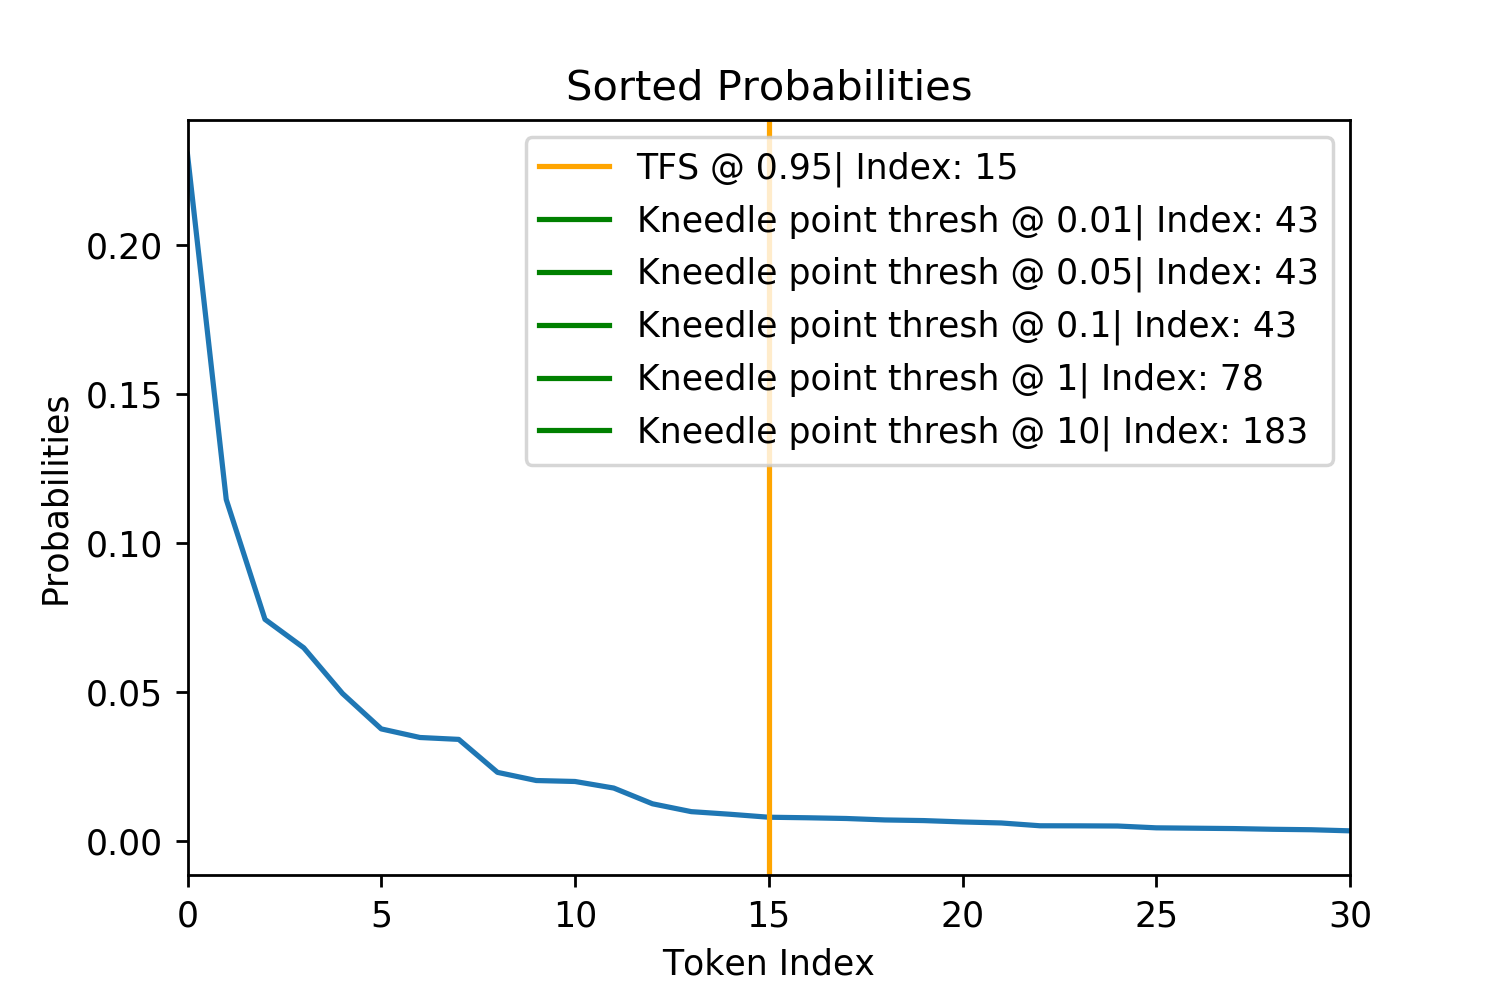 Sorted Probabilities
TFS @ 0.95| Index: 15
Kneedle point thresh @ 0.01| Index: 43
Kneedle point thresh @ 0.05| Index: 43
Kneedle point thresh @ 0.1| Index: 43
Kneedle point thresh @ 1| Index: 78
Kneedle point thresh @ 10| Index: 183
Probabilities
0.20
0.15
0.10
0.05
0.00
0 5 10 15 20 25 30
Token Index